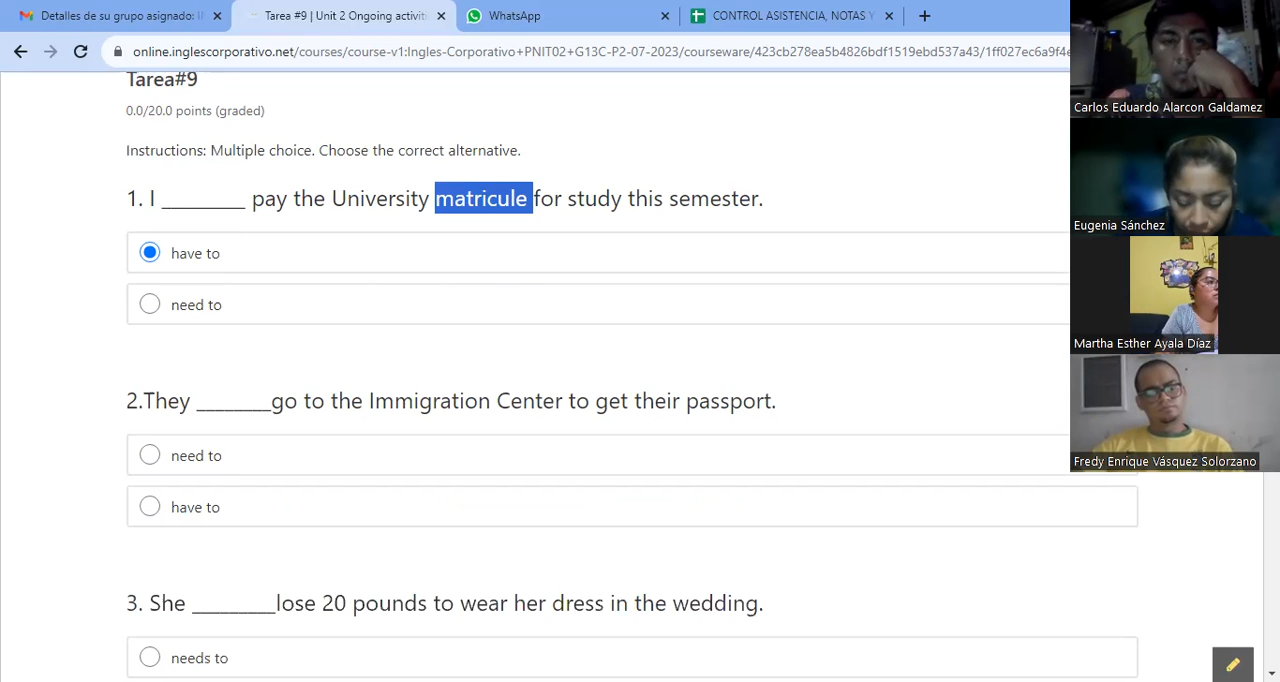 Detalles de su grupo asignado: I
Tarea #9 | Unit 2 Ongoing activiti
WhatsApp
CONTROL ASISTENCIA, NOTAS Y
online.inglescorporativo.net/courses/course-v1:Ingles-Corporativo+PNIT02+G13C-P2-07-2023/courseware/423cb278ea5b4826bdf1519ebd537a43/1ff027ec6a9f4e
Tarea#9
0.0/20.0 points (graded)
Instructions: Multiple choice. Choose the correct alternative.
1. I ________ pay the University matricule for study this semester.
have to
need to
2.They _______go to the Immigration Center to get their passport.
need to
have to
3. She ________lose 20 pounds to wear her dress in the wedding.
needs to
Carlos Eduardo Alarcon Galdamez
Eugenia Sánchez
Martha Esther Ayala Díaz
Fredy Enrique Vásquez Solorzano